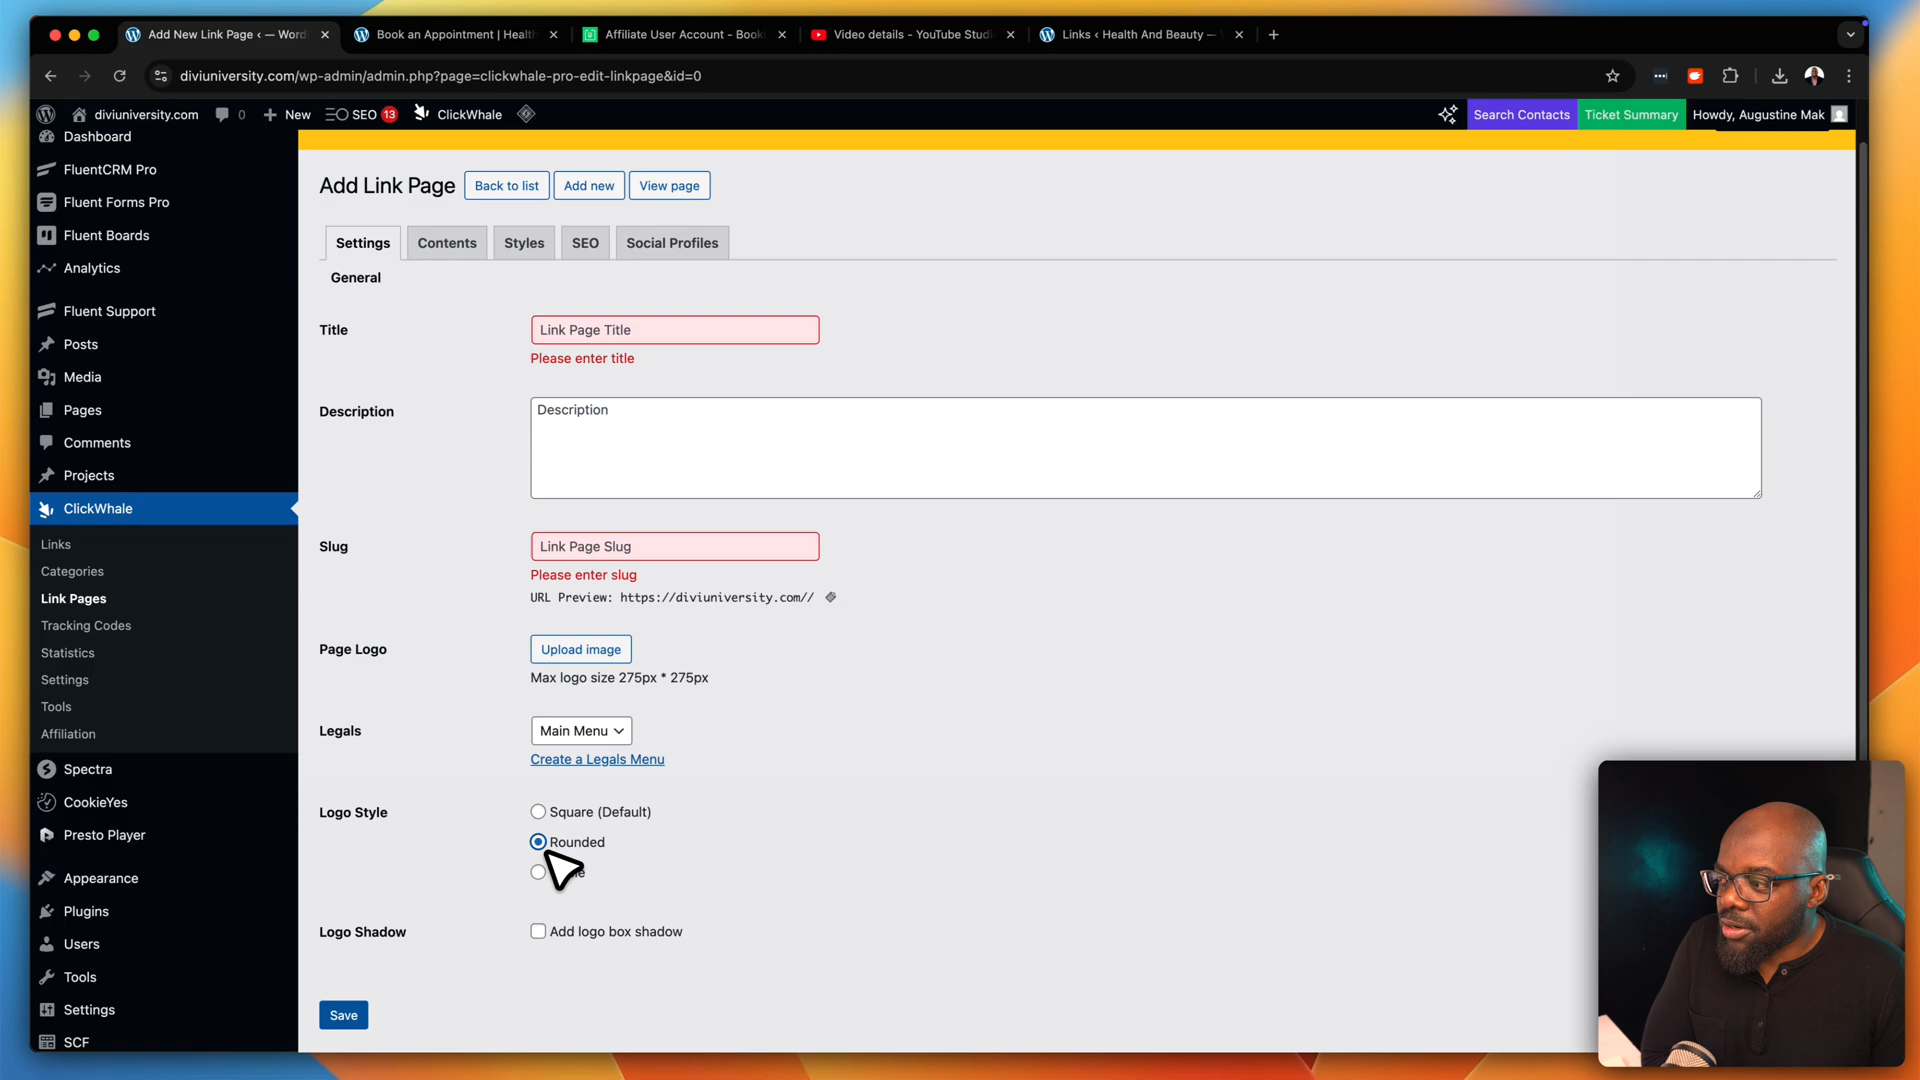 Add New Link Page ‹ — Word
Book an Appointment | Health
Affiliate User Account - Booki
Video details - YouTube Studi
Links ‹ Health And Beauty —
diviuniversity.com/wp-admin/admin.php?page=clickwhale-pro-edit-linkpage&id=0
diviuniversity.com
0
New
SEO 13
ClickWhale
Search Contacts
Ticket Summary
Howdy, Augustine Mak
Dashboard
FluentCRM Pro
Fluent Forms Pro
Fluent Boards
Analytics
Fluent Support
Posts
Media
Pages
Comments
Projects
ClickWhale
Links
Categories
Link Pages
Tracking Codes
Statistics
Settings
Tools
Affiliation
Spectra
CookieYes
Presto Player
Appearance
Plugins
Users
Tools
Settings
SCF
Add Link Page
Back to list
Add new
View page
Settings
Contents
Styles
SEO
Social Profiles
General
Title
Link Page Title
Please enter title
Description
Description
Slug
Link Page Slug
Please enter slug
URL Preview: https://diviuniversity.com//
Page Logo
Upload image
Max logo size 275px * 275px
Legals
Main Menu
Create a Legals Menu
Logo Style
Square (Default)
Rounded
Logo Shadow
Add logo box shadow
Save